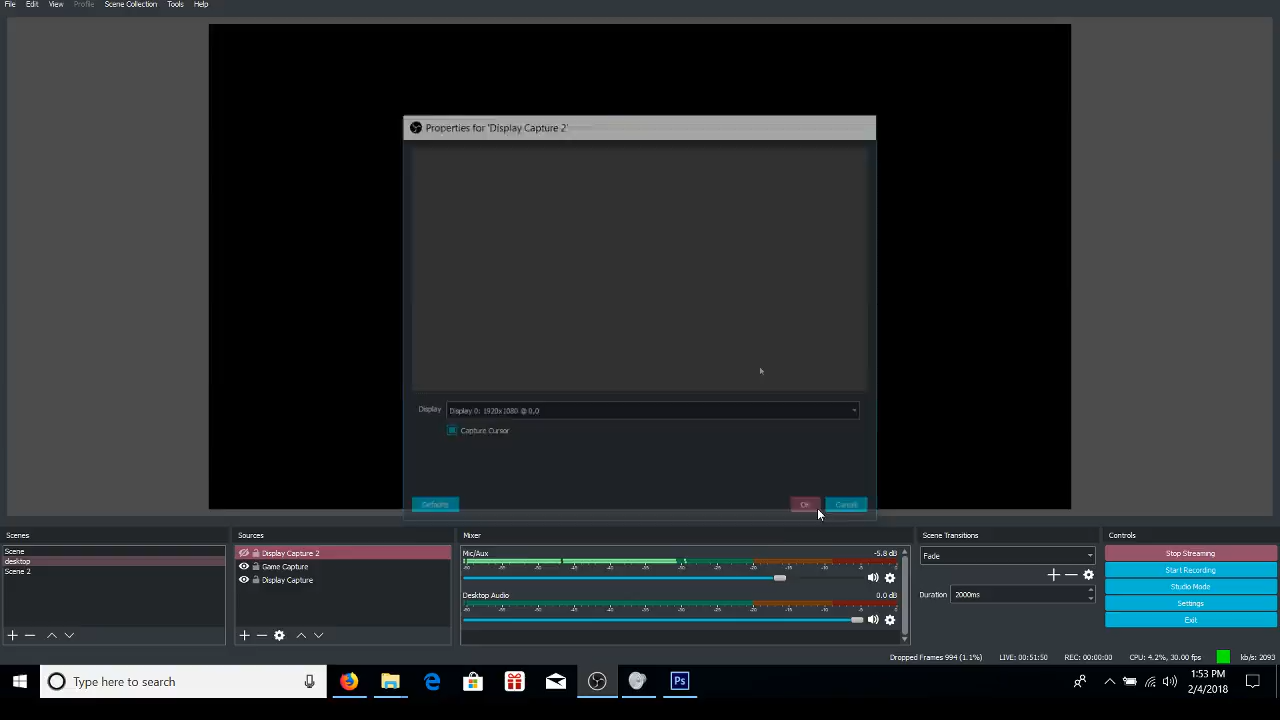 File Edit View Profile Scene Collection Tools Help
Properties for 'Display Capture 2'
Display Display 0: 1920x1080 @ 0,0
Capture Cursor
Defaults OK Cancel
Scenes
Scene
desktop
Scene 2
Sources
Display Capture 2
Game Capture
Display Capture
Mixer
Mic/Aux -5.8 dB
Desktop Audio 0.0 dB
Scene Transitions
Fade
Duration 2000ms
Controls
Stop Streaming
Start Recording
Studio Mode
Settings
Exit
Dropped Frames 994 (1.1%) LIVE: 00:51:50 REC: 00:00:00 CPU: 4.2%, 30.00 fps kb/s: 2093
Type here to search
Ps
1:53 PM
2/4/2018